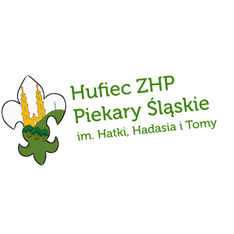 Hufiec ZHP
Piekary Śląskie
im. Hatki, Hadasia i Tomy